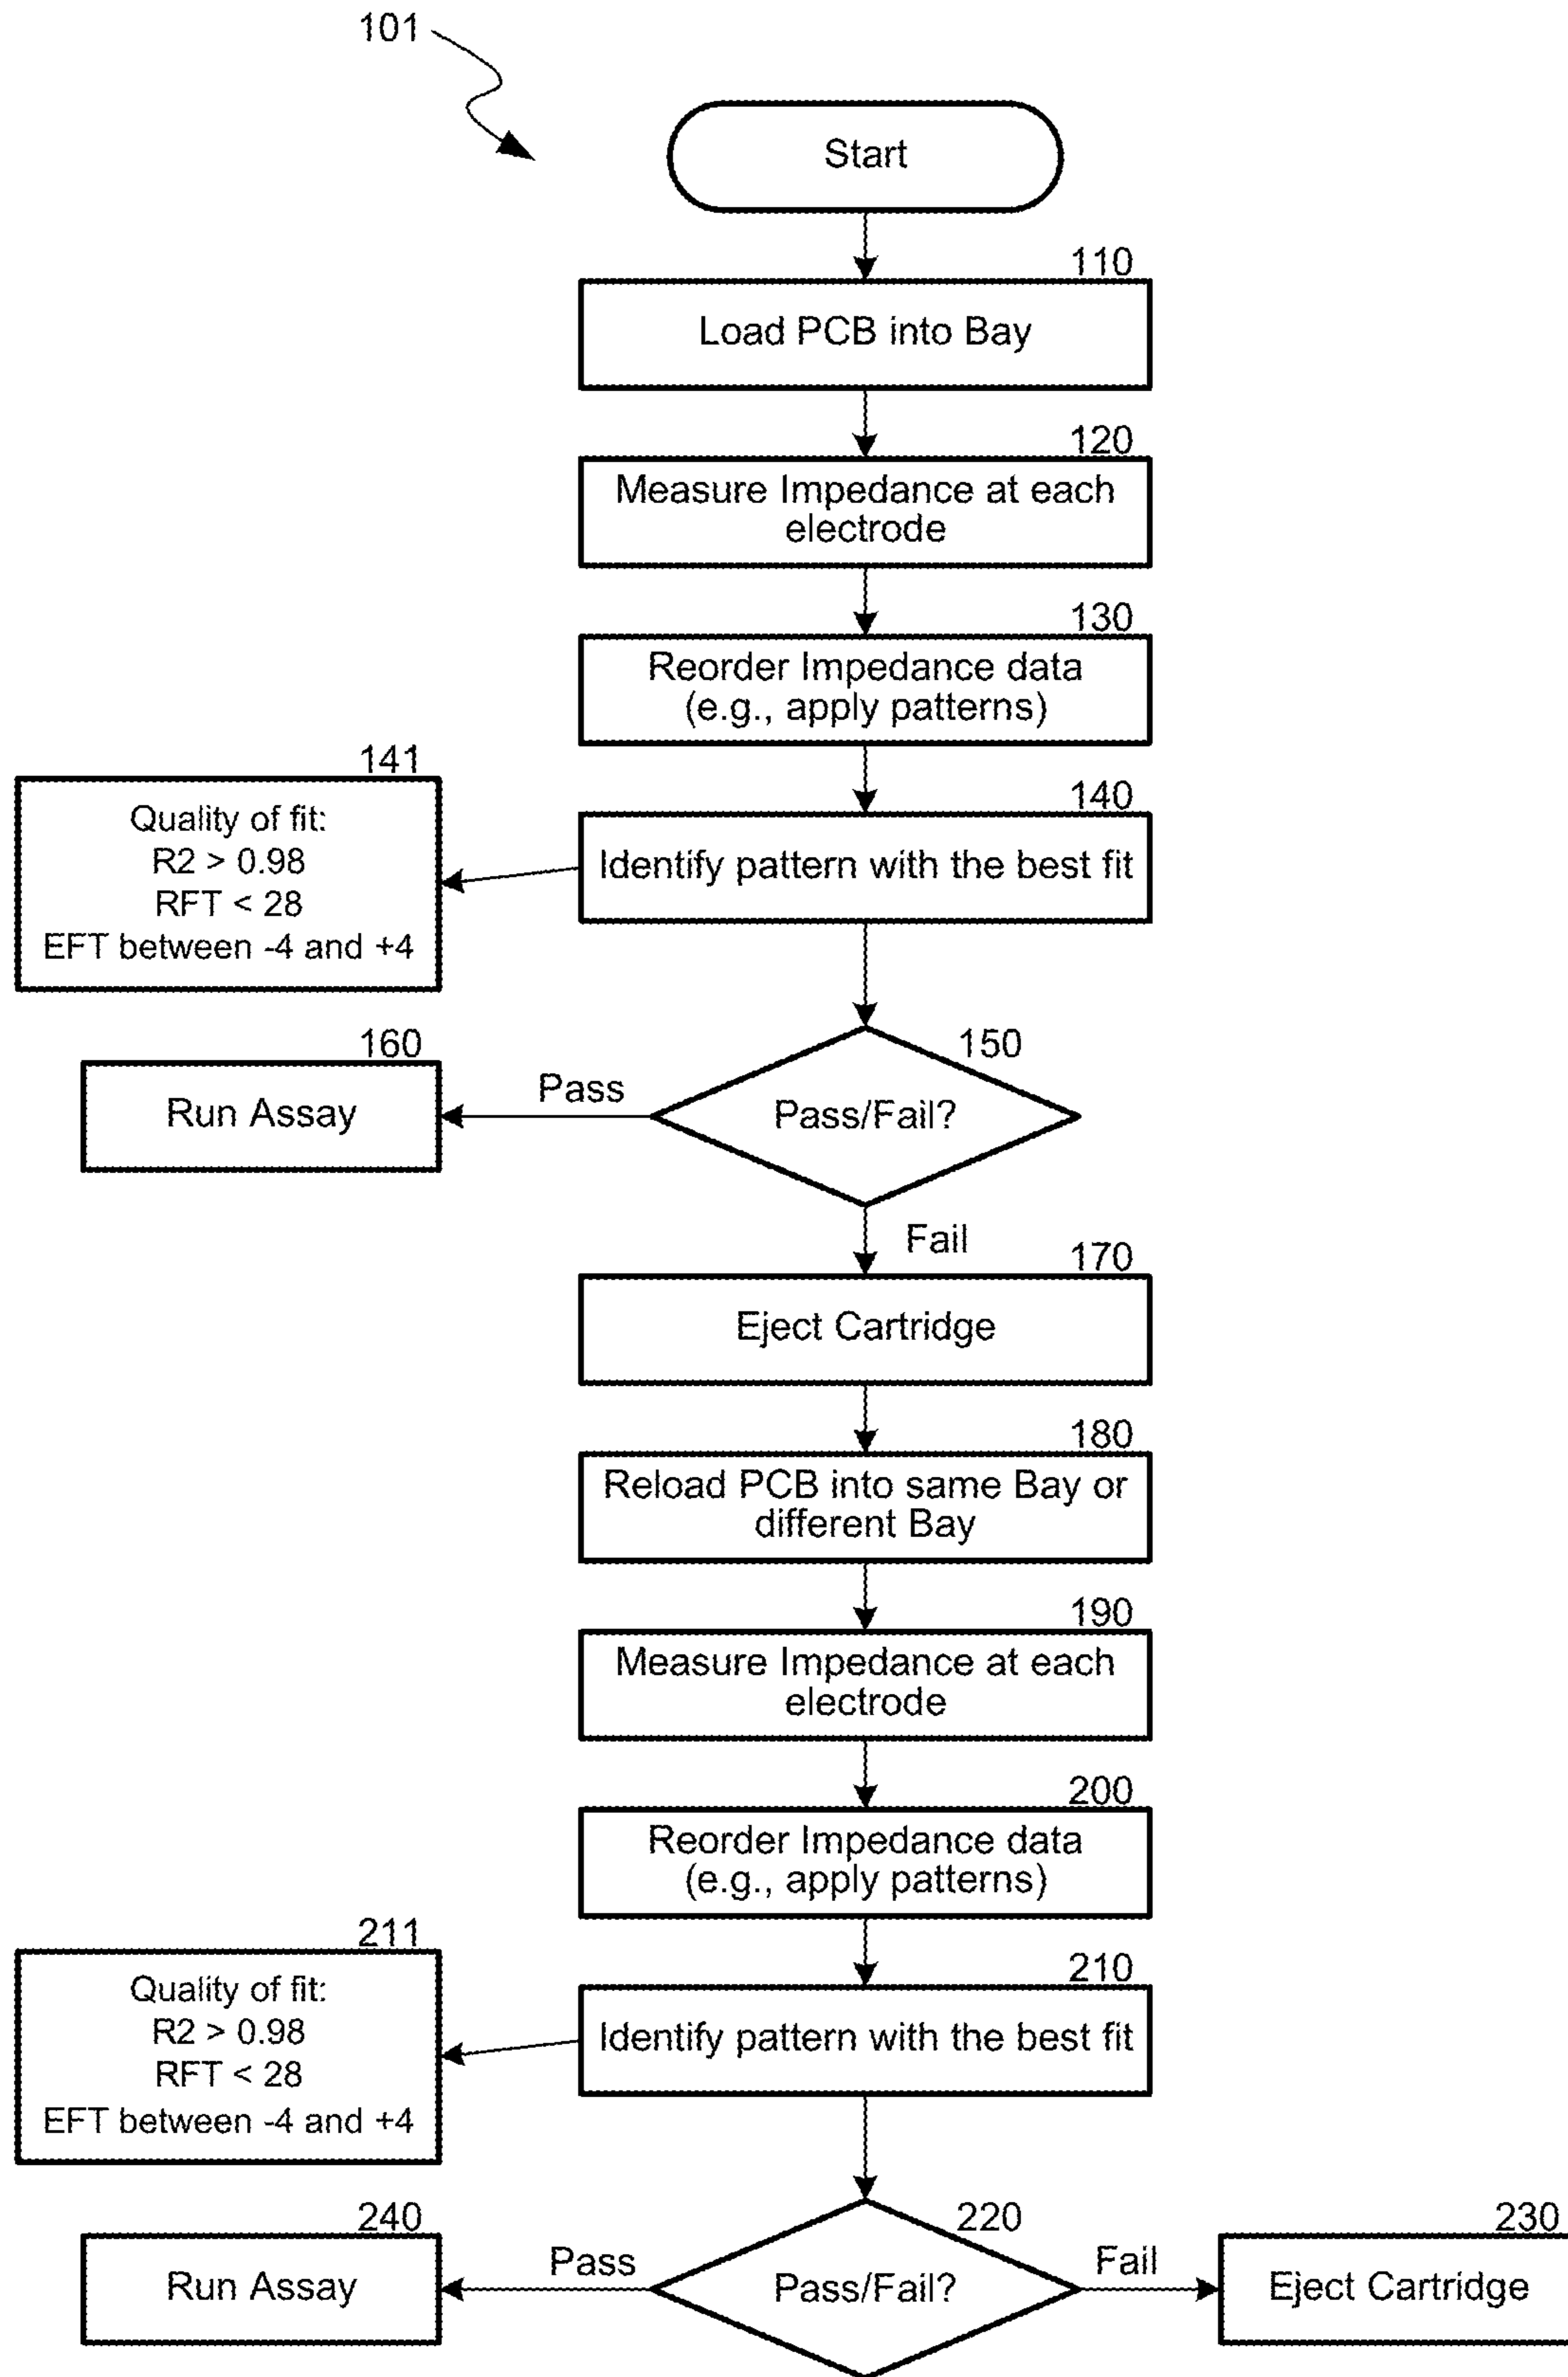 101
Start
110
Load PCB into Bay
120
Measure Impedance at each
electrode
130
Reorder Impedance data
(e.g., apply patterns)
141
Quality of fit:
R2 > 0.98
RFT < 28
EFT between -4 and +4
140
Identify pattern with the best fit
160
Run Assay
Pass
150
Pass/Fail?
Fail
170
Eject Cartridge
180
Reload PCB into same Bay or
different Bay
190
Measure Impedance at each
electrode
200
Reorder Impedance data
(e.g., apply patterns)
211
Quality of fit:
R2 > 0.98
RFT < 28
EFT between -4 and +4
210
Identify pattern with the best fit
240
Run Assay
Pass
220
Pass/Fail?
Fail
230
Eject Cartridge